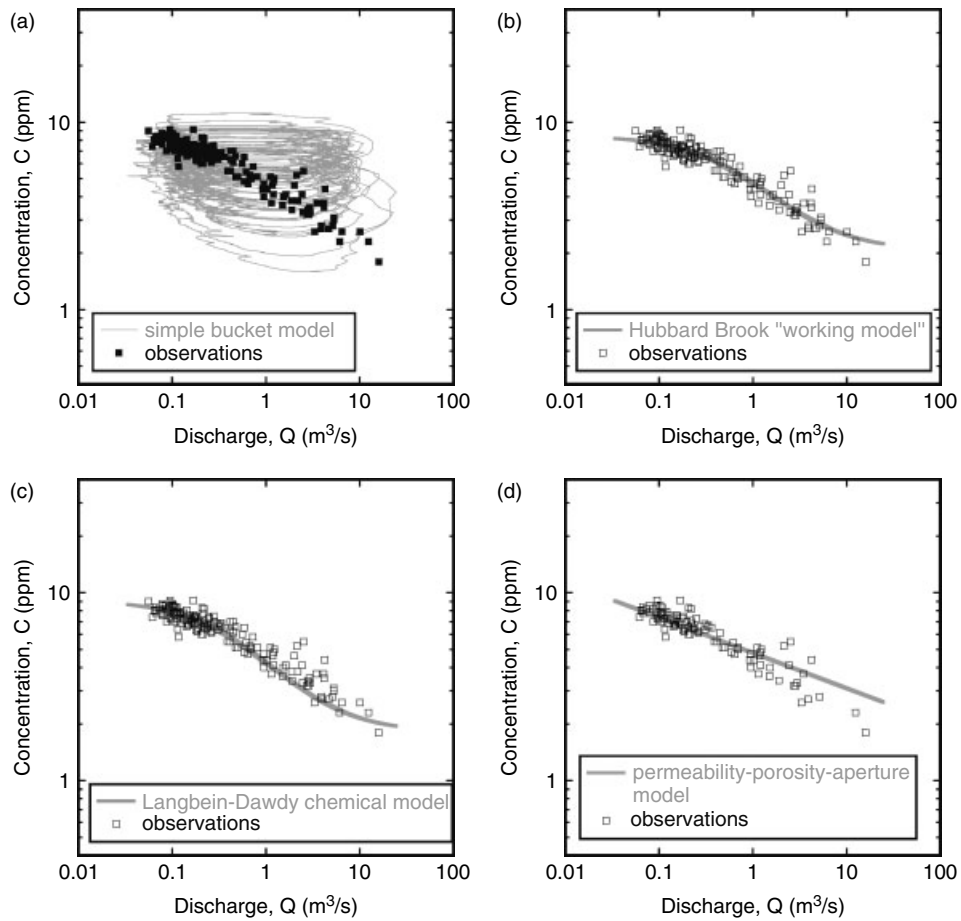 (a)
Concentration, C (ppm)
10
1
simple bucket model
observations
0.01 0.1 1 10 100
Discharge, Q (m³/s)
(b)
Concentration, C (ppm)
10
1
Hubbard Brook "working model"
observations
0.01 0.1 1 10 100
Discharge, Q (m³/s)
(c)
Concentration, C (ppm)
10
1
Langbein-Dawdy chemical model
observations
0.01 0.1 1 10 100
Discharge, Q (m³/s)
(d)
Concentration, C (ppm)
10
1
permeability-porosity-aperture
model
observations
0.01 0.1 1 10 100
Discharge, Q (m³/s)